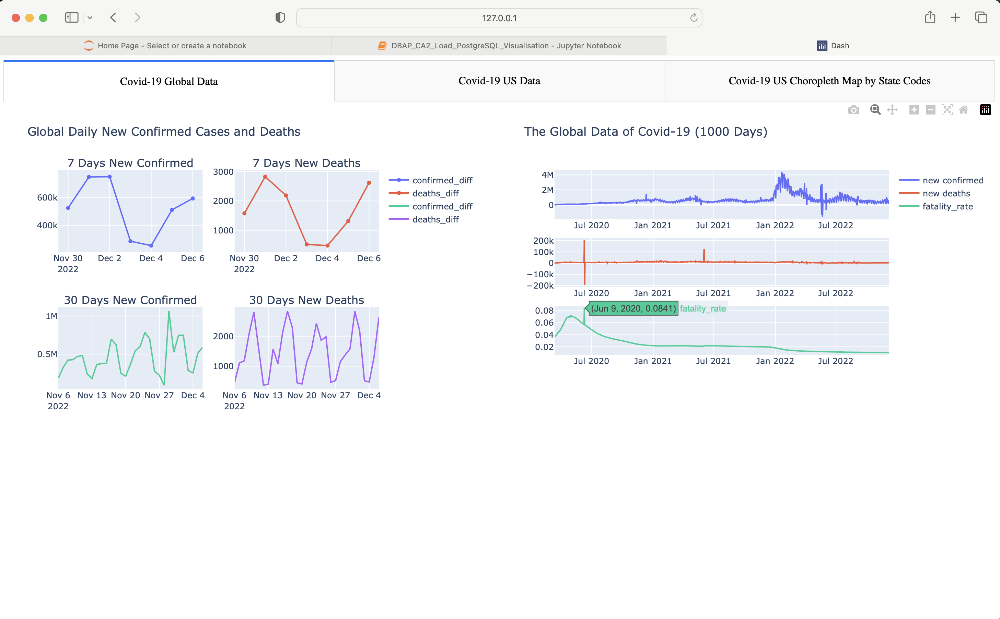 127.0.0.1
Home Page - Select or create a notebook
DBAP_CA2_Load_PostgreSQL_Visualisation - Jupyter Notebook
Dash
Covid-19 Global Data
Covid-19 US Data
Covid-19 US Choropleth Map by State Codes
Global Daily New Confirmed Cases and Deaths
7 Days New Confirmed
600k
400k
Nov 30 Dec 2 Dec 4 Dec 6
2022
7 Days New Deaths
3000
2000
1000
Nov 30 Dec 2 Dec 4 Dec 6
2022
confirmed_diff
deaths_diff
confirmed_diff
deaths_diff
30 Days New Confirmed
1M
0.5M
Nov 6 Nov 13 Nov 20 Nov 27 Dec 4
2022
30 Days New Deaths
2000
1000
Nov 6 Nov 13 Nov 20 Nov 27 Dec 4
2022
The Global Data of Covid-19 (1000 Days)
4M
2M
0
Jul 2020 Jan 2021 Jul 2021 Jan 2022 Jul 2022
new confirmed
new deaths
fatality_rate
200k
100k
0
−100k
−200k
Jul 2020 Jan 2021 Jul 2021 Jan 2022 Jul 2022
(Jun 9, 2020, 0.0841) fatality_rate
0.08
0.06
0.04
0.02
Jul 2020 Jan 2021 Jul 2021 Jan 2022 Jul 2022